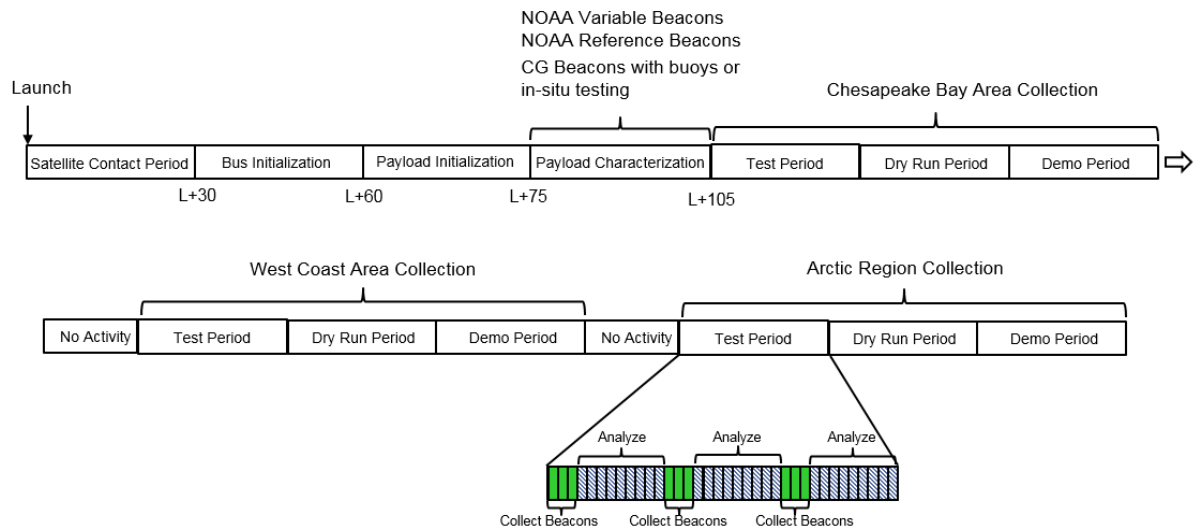 NOAA Variable Beacons
NOAA Reference Beacons
CG Beacons with buoys or
in-situ testing
Launch
Chesapeake Bay Area Collection
Satellite Contact Period
Bus Initialization
Payload Initialization
Payload Characterization
Test Period
Dry Run Period
Demo Period
L+30
L+60
L+75
L+105
West Coast Area Collection
Arctic Region Collection
No Activity
Test Period
Dry Run Period
Demo Period
No Activity
Test Period
Dry Run Period
Demo Period
Analyze
Analyze
Analyze
Collect Beacons
Collect Beacons
Collect Beacons